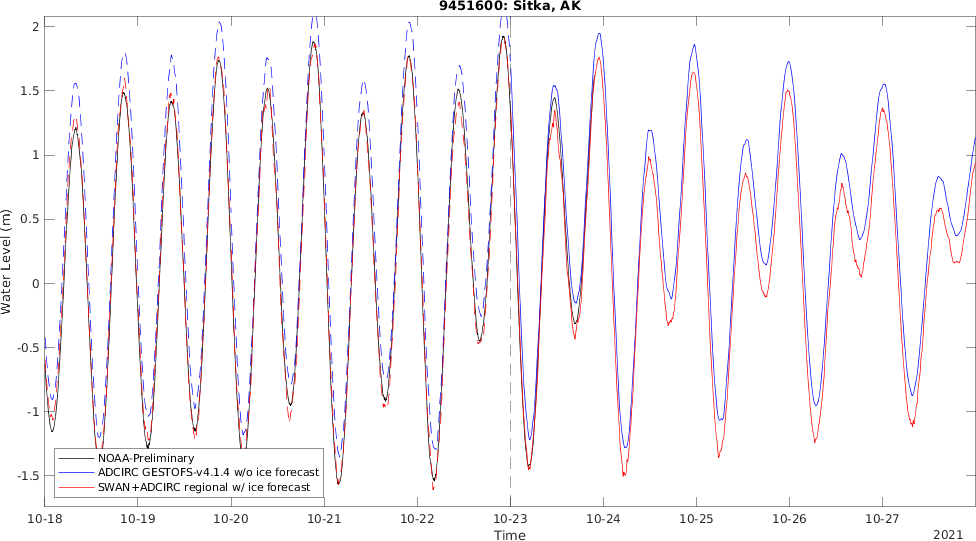 9451600: Sitka, AK
Water Level (m)
2
1.5
1
0.5
0
-0.5
-1
-1.5
NOAA-Preliminary
ADCIRC GESTOFS-v4.1.4 w/o ice forecast
SWAN+ADCIRC regional w/ ice forecast
10-18 10-19 10-20 10-21 10-22 10-23 10-24 10-25 10-26 10-27
Time
2021